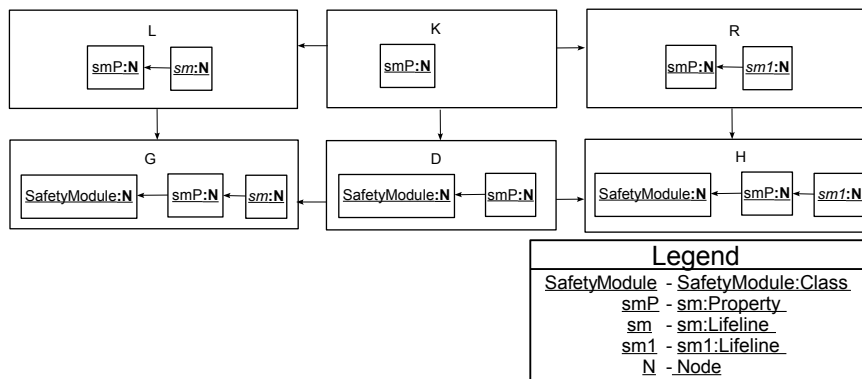 L
K
R
smP:N
sm:N
smP:N
smP:N
sm1:N
G
D
H
SafetyModule:N
smP:N
sm:N
SafetyModule:N
smP:N
SafetyModule:N
smP:N
sm1:N
Legend
SafetyModule - SafetyModule:Class
smP - sm:Property
sm - sm:Lifeline
sm1 - sm1:Lifeline
N - Node